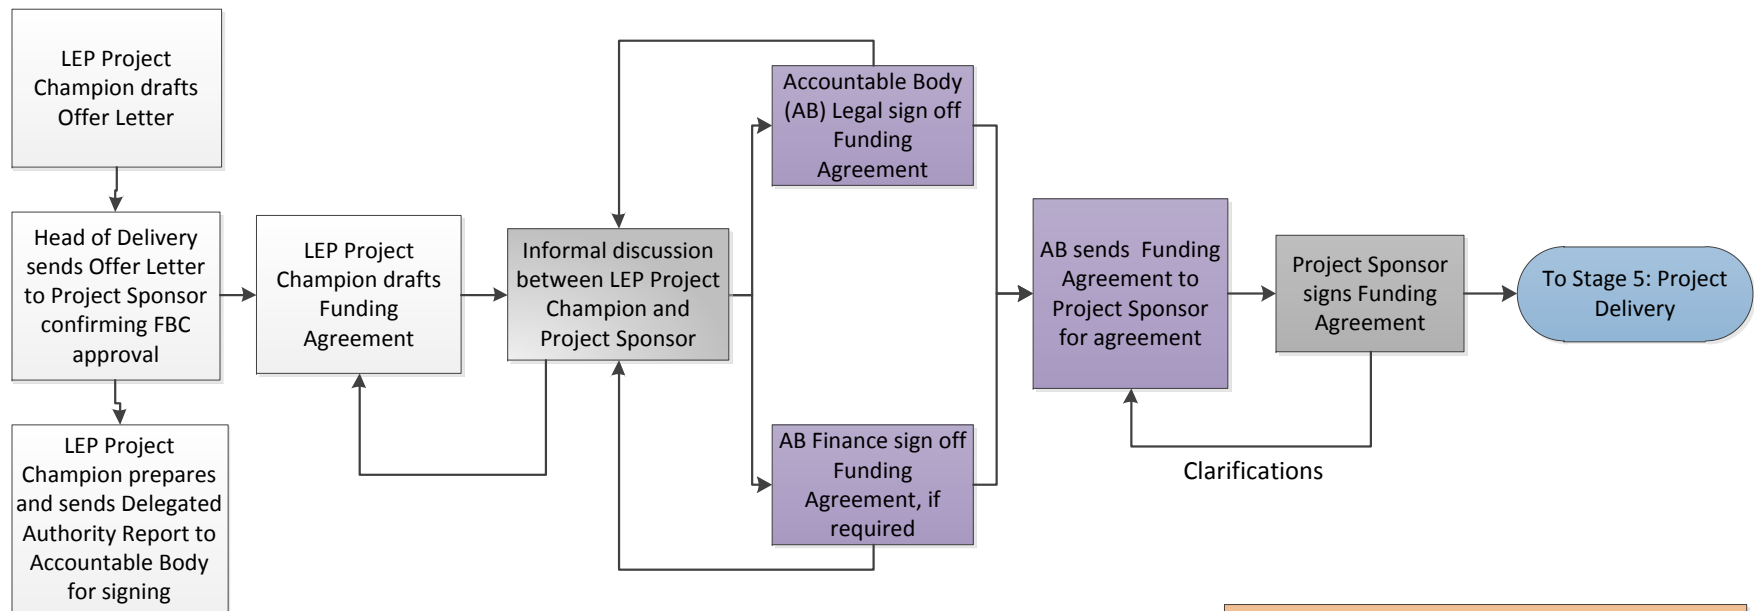 LEP Project
Champion drafts
Offer Letter
Head of Delivery
sends Offer Letter
to Project Sponsor
confirming FBC
approval
LEP Project
Champion prepares
and sends Delegated
Authority Report to
Accountable Body
for signing
LEP Project
Champion drafts
Funding
Agreement
Informal discussion
between LEP Project
Champion and
Project Sponsor
Accountable Body
(AB) Legal sign off
Funding
Agreement
AB Finance sign off
Funding
Agreement, if
required
AB sends  Funding
Agreement to
Project Sponsor
for agreement
Project Sponsor
signs Funding
Agreement
Clarifications
To Stage 5: Project
Delivery